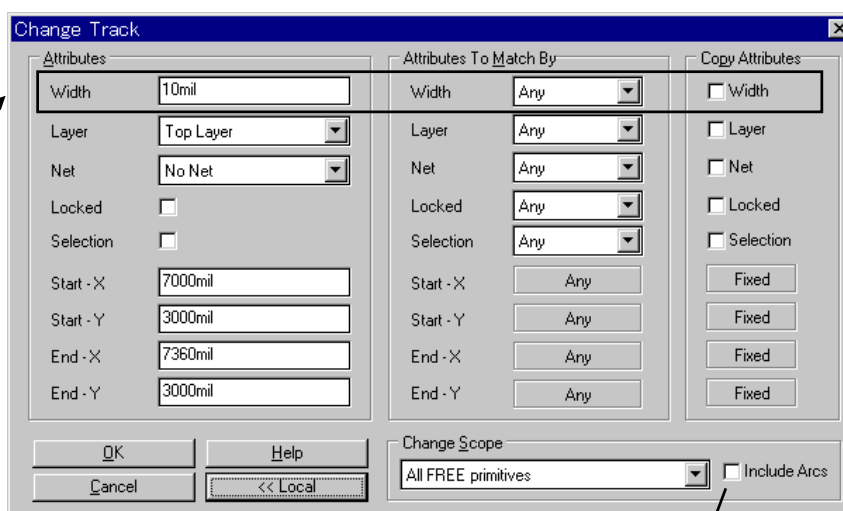 Change Track
Attributes Attributes To Match By Copy Attributes
Width 10mil Width Any Width
Layer Top Layer Layer Any Layer
Net No Net Net Any Net
Locked Locked Any Locked
Selection Selection Any Selection
Start - X 7000mil Start - X Any Fixed
Start - Y 3000mil Start - Y Any Fixed
End - X 7360mil End - X Any Fixed
End - Y 3000mil End - Y Any Fixed
OK Help Change Scope
Cancel << Local All FREE primitives Include Arcs